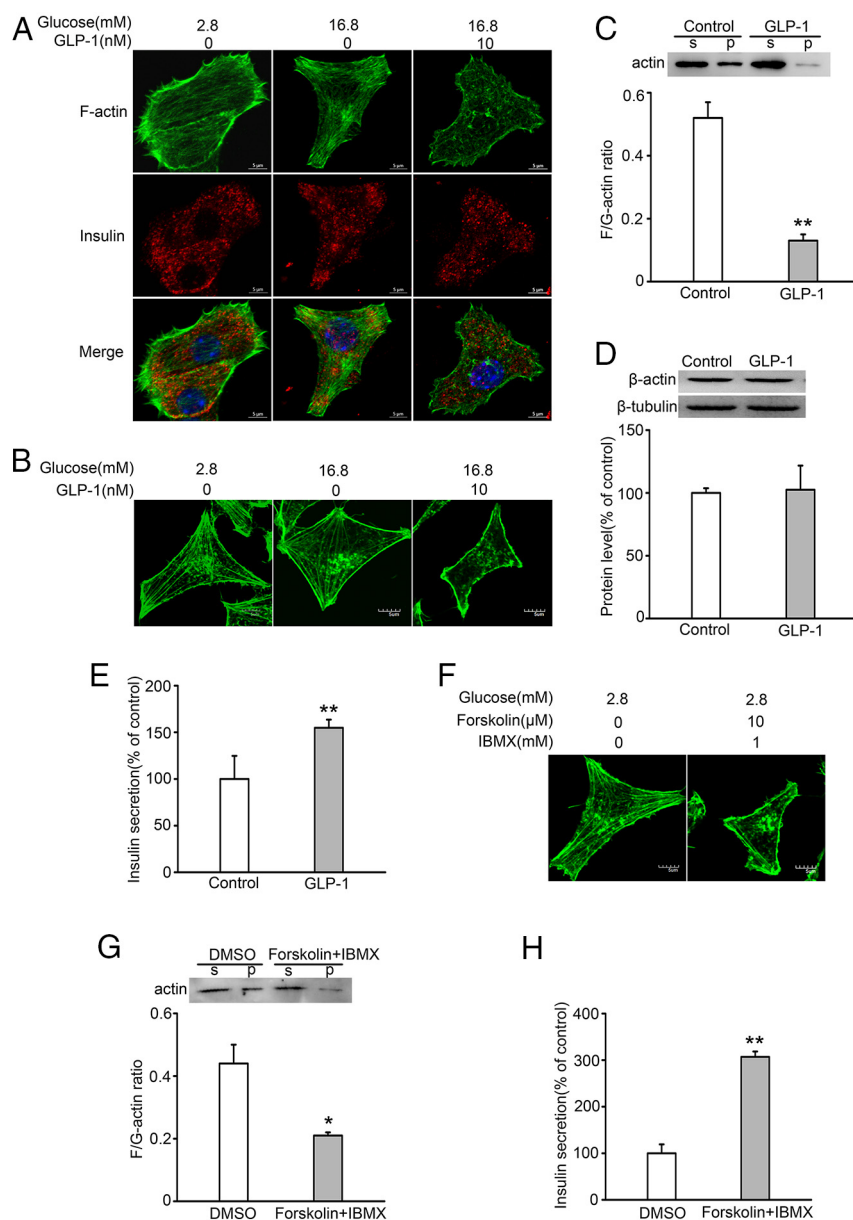 A
Glucose(mM) 2.8 16.8 16.8
GLP-1(nM) 0 0 10
F-actin
5 μm 5 μm 5 μm
Insulin
5 μm 5 μm 5 μm
Merge
5 μm 5 μm 5 μm
B
Glucose(mM) 2.8 16.8 16.8
GLP-1(nM) 0 0 10
5um 5um
C
Control GLP-1
s p s p
actin
F/G-actin ratio
0.6
0.4
0.2
0
**
Control GLP-1
D
Control GLP-1
β-actin
β-tubulin
Protein level(% of control)
150
100
50
0
Control GLP-1
E
Insulin secretion(% of control)
200
150
100
50
0
**
Control GLP-1
F
Glucose(mM) 2.8 2.8
Forskolin(μM) 0 10
IBMX(mM) 0 1
5um 5um
G
DMSO Forskolin+IBMX
s p s p
actin
F/G-actin ratio
0.6
0.4
0.2
0
*
DMSO Forskolin+IBMX
H
Insulin secretion(% of control)
400
300
200
100
0
**
DMSO Forskolin+IBMX